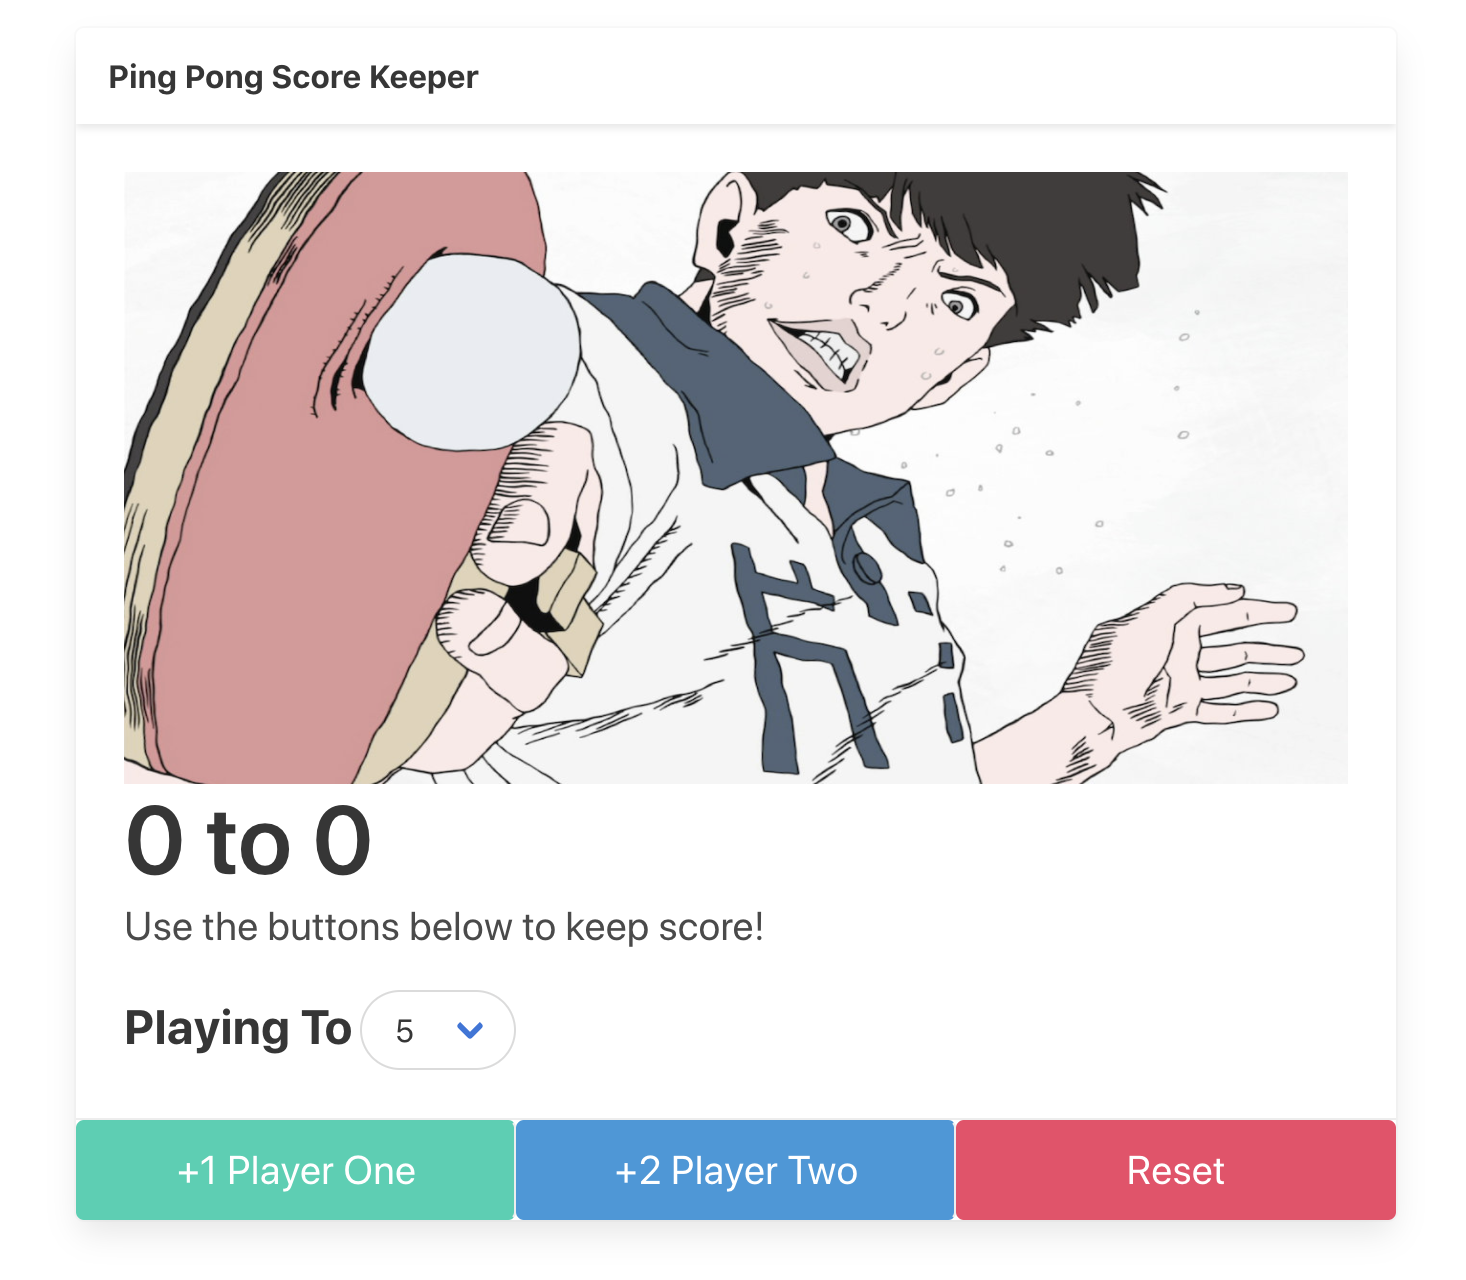 Ping Pong Score Keeper
0 to 0
Use the buttons below to keep score!
Playing To 5
+1 Player One
+2 Player Two
Reset